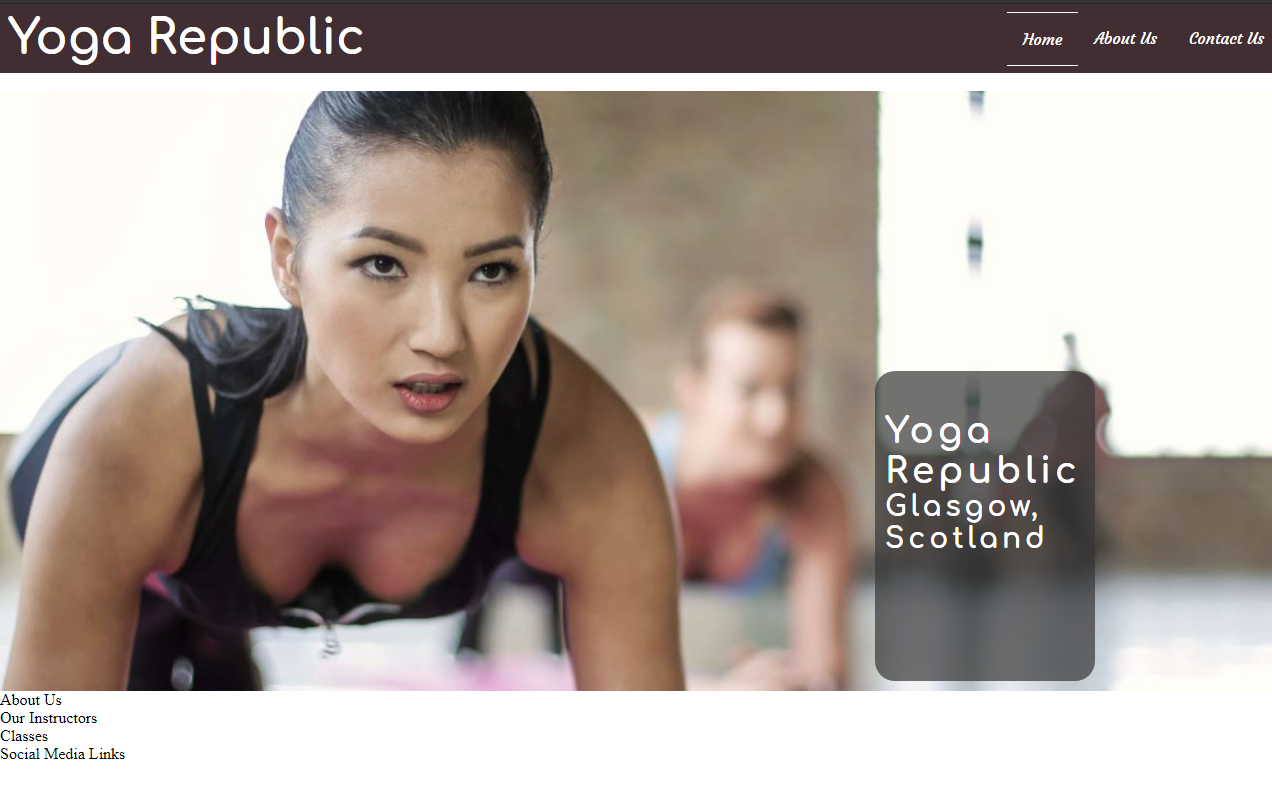 Yoga Republic
Home About Us Contact Us
Yoga
Republic
Glasgow,
Scotland
About Us
Our Instructors
Classes
Social Media Links